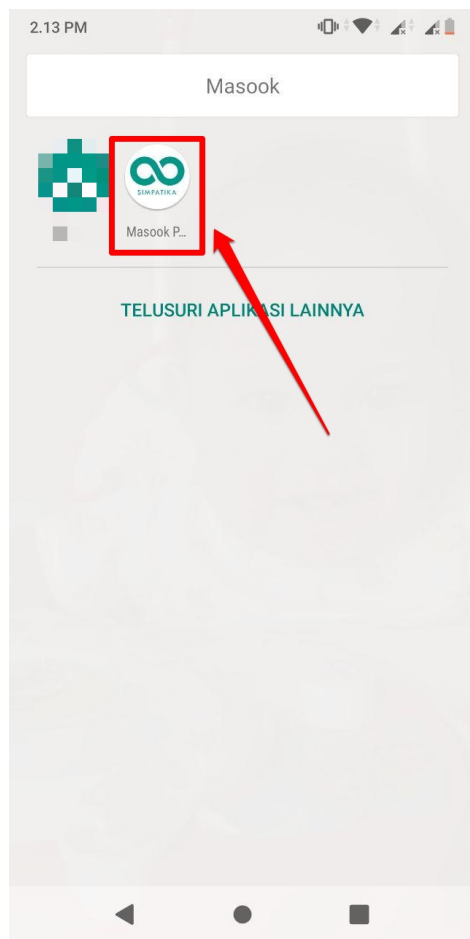 2.13 PM
Masook
SIMPATIKA
Masook P...
TELUSURI APLIKASI LAINNYA